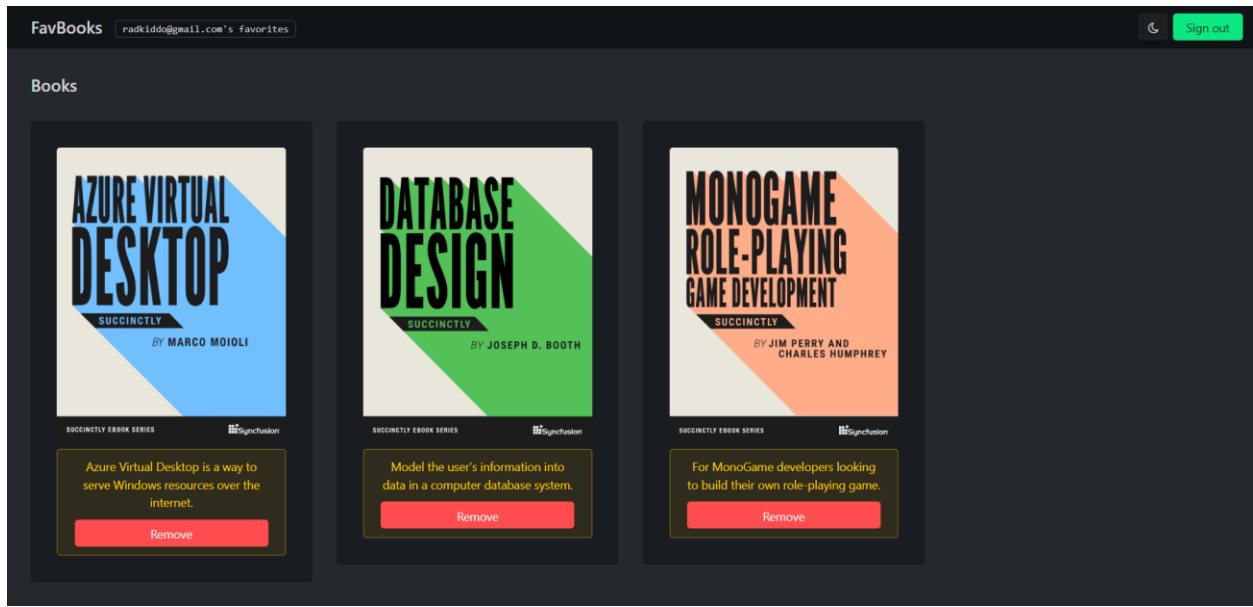 FavBooks
radkiddo@gmail.com's favorites
Sign out
Books
AZURE VIRTUAL
DESKTOP
SUCCINCTLY
BY MARCO MOIOLI
SUCCINCTLY EBOOK SERIES
Syncfusion
Azure Virtual Desktop is a way to
serve Windows resources over the
internet.
Remove
DATABASE
DESIGN
SUCCINCTLY
BY JOSEPH D. BOOTH
SUCCINCTLY EBOOK SERIES
Syncfusion
Model the user's information into
data in a computer database system.
Remove
MONOGAME
ROLE-PLAYING
GAME DEVELOPMENT
SUCCINCTLY
BY JIM PERRY AND
CHARLES HUMPHREY
SUCCINCTLY EBOOK SERIES
Syncfusion
For MonoGame developers looking
to build their own role-playing game.
Remove